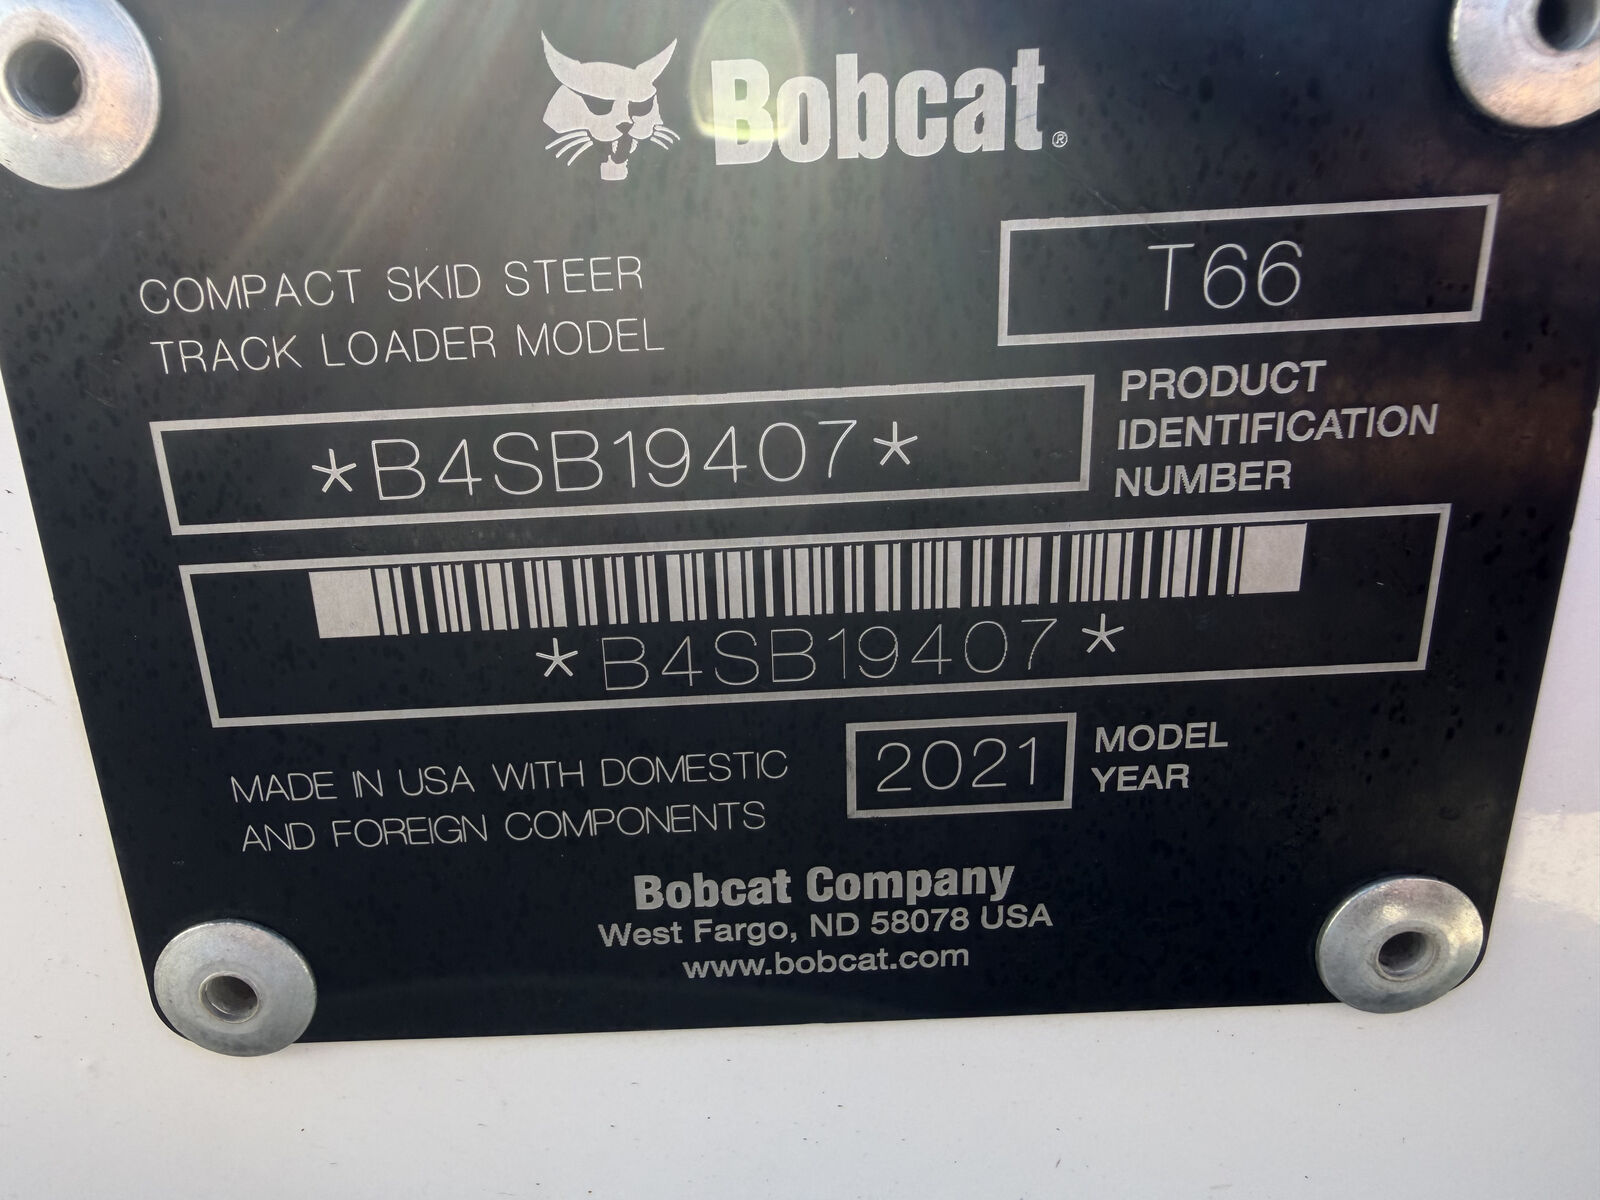 Bobcat®
COMPACT SKID STEER
TRACK LOADER MODEL
T66
*B4SB19407*
PRODUCT
IDENTIFICATION
NUMBER
*B4SB19407*
MADE IN USA WITH DOMESTIC
AND FOREIGN COMPONENTS
2021
MODEL
YEAR
Bobcat Company
West Fargo, ND 58078 USA
www.bobcat.com